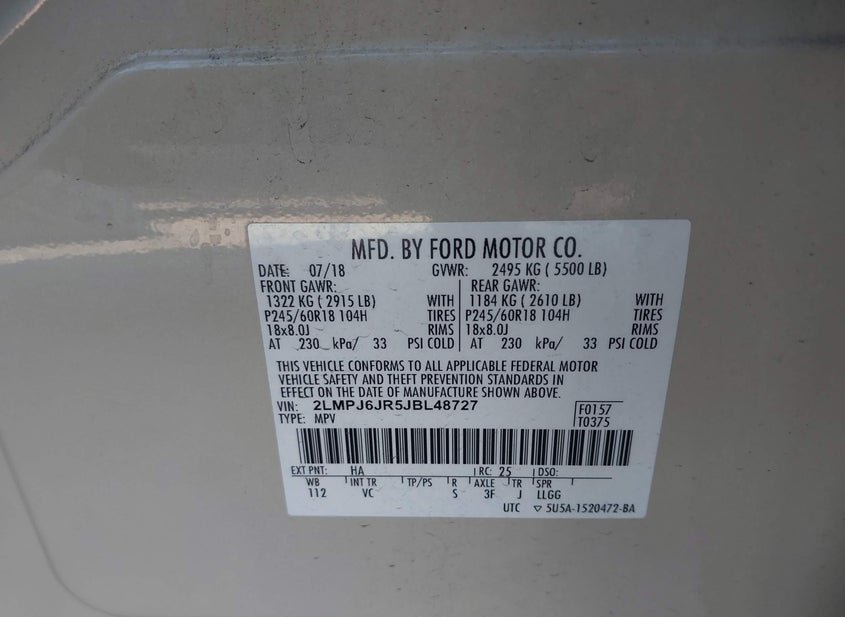 MFD. BY FORD MOTOR CO.
DATE: 07/18 GVWR: 2495 KG ( 5500 LB)
FRONT GAWR: REAR GAWR:
1322 KG ( 2915 LB) WITH 1184 KG ( 2610 LB) WITH
P245/60R18 104H TIRES P245/60R18 104H TIRES
18x8.0J RIMS 18x8.0J RIMS
AT 230 kPa/ 33 PSI COLD AT 230 kPa/ 33 PSI COLD
THIS VEHICLE CONFORMS TO ALL APPLICABLE FEDERAL MOTOR
VEHICLE SAFETY AND THEFT PREVENTION STANDARDS IN
EFFECT ON THE DATE OF MANUFACTURE SHOWN ABOVE.
VIN: 2LMPJ6JR5JBL48727 F0157
TYPE: MPV T0375
EXT PNT: HA RC: 25 DSO:
WB INT TR TP/PS R AXLE TR SPR
112 VC S 3F J LLGG
UTC ▽ 5U5A-1520472-BA